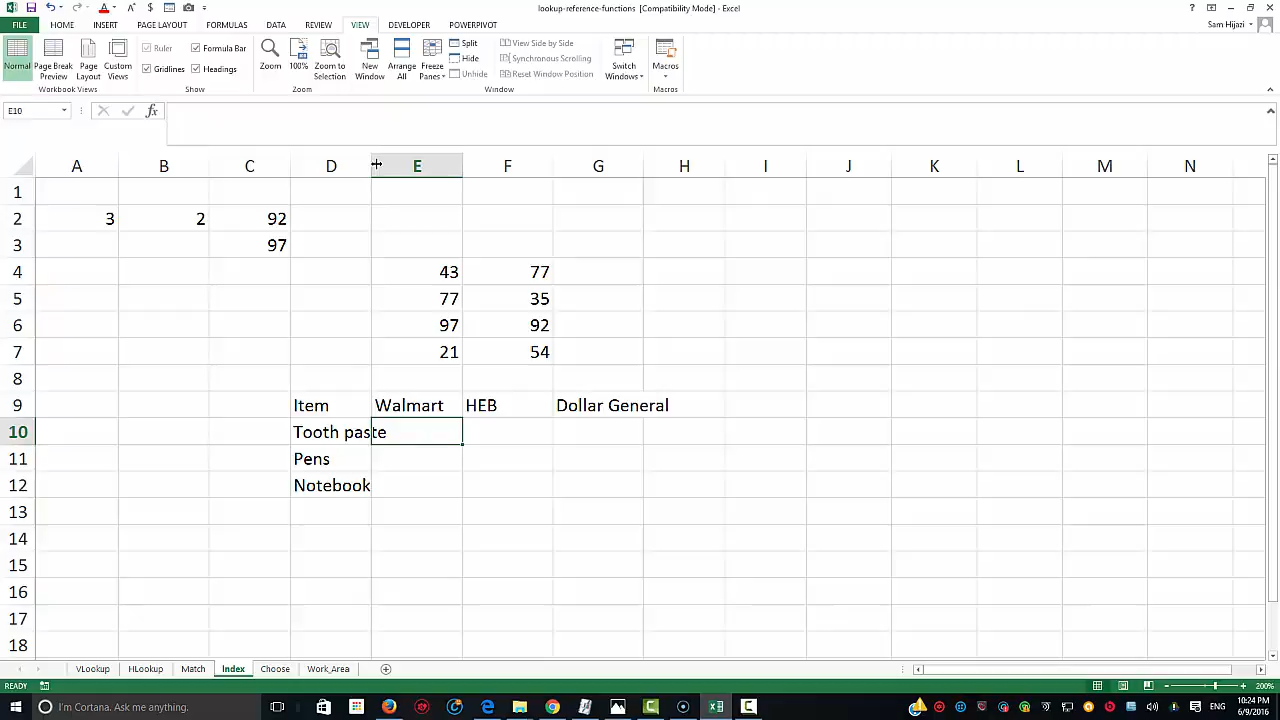 lookup-reference-functions [Compatibility Mode] - Excel
FILE HOME INSERT PAGE LAYOUT FORMULAS DATA REVIEW VIEW DEVELOPER POWERPIVOT
Sam Hijazi
Normal
Page Break Preview
Page Layout
Custom Views
Ruler
Formula Bar
Gridlines
Headings
Zoom
100%
Zoom to Selection
New Window
Arrange All
Freeze Panes
Split
Hide
Unhide
View Side by Side
Synchronous Scrolling
Reset Window Position
Switch Windows
Macros
Workbook Views Show Zoom Window Macros
E10 fx
A B C D E F G H I J K L M N
1
2 3 2 92
3 97
4 43 77
5 77 35
6 97 92
7 21 54
8
9 Item Walmart HEB Dollar General
10 Tooth paste
11 Pens
12 Notebook
13
14
15
16
17
18
VLookup HLookup Match Index Choose Work_Area
READY 200%
I'm Cortana. Ask me anything.
ENG
10:24 PM
6/9/2016